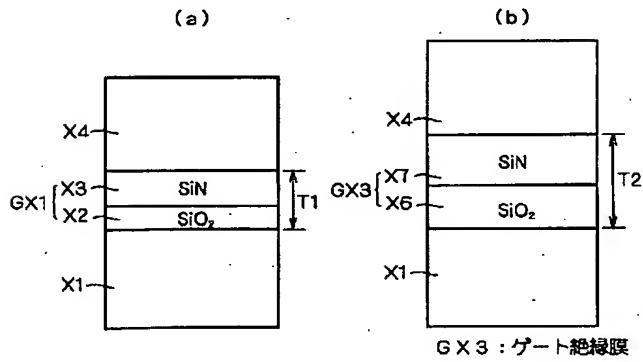 (a)
X4
GX1 { X3 SiN
X2 SiO₂
T1
X1
(b)
X4
GX3 { X7 SiN
X6 SiO₂
T2
X1
GX3：ゲート絶縁膜